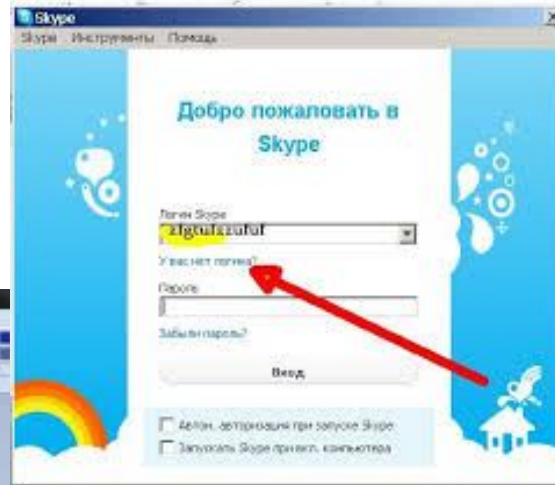 Skype
Skype Инструменты Помощь
Добро пожаловать в
Skype
Логин Skype
У вас нет логина?
Пароль
Забыли пароль?
Вход
Автом. авторизация при запуске Skype
Запускать Skype при вкл. компьютера